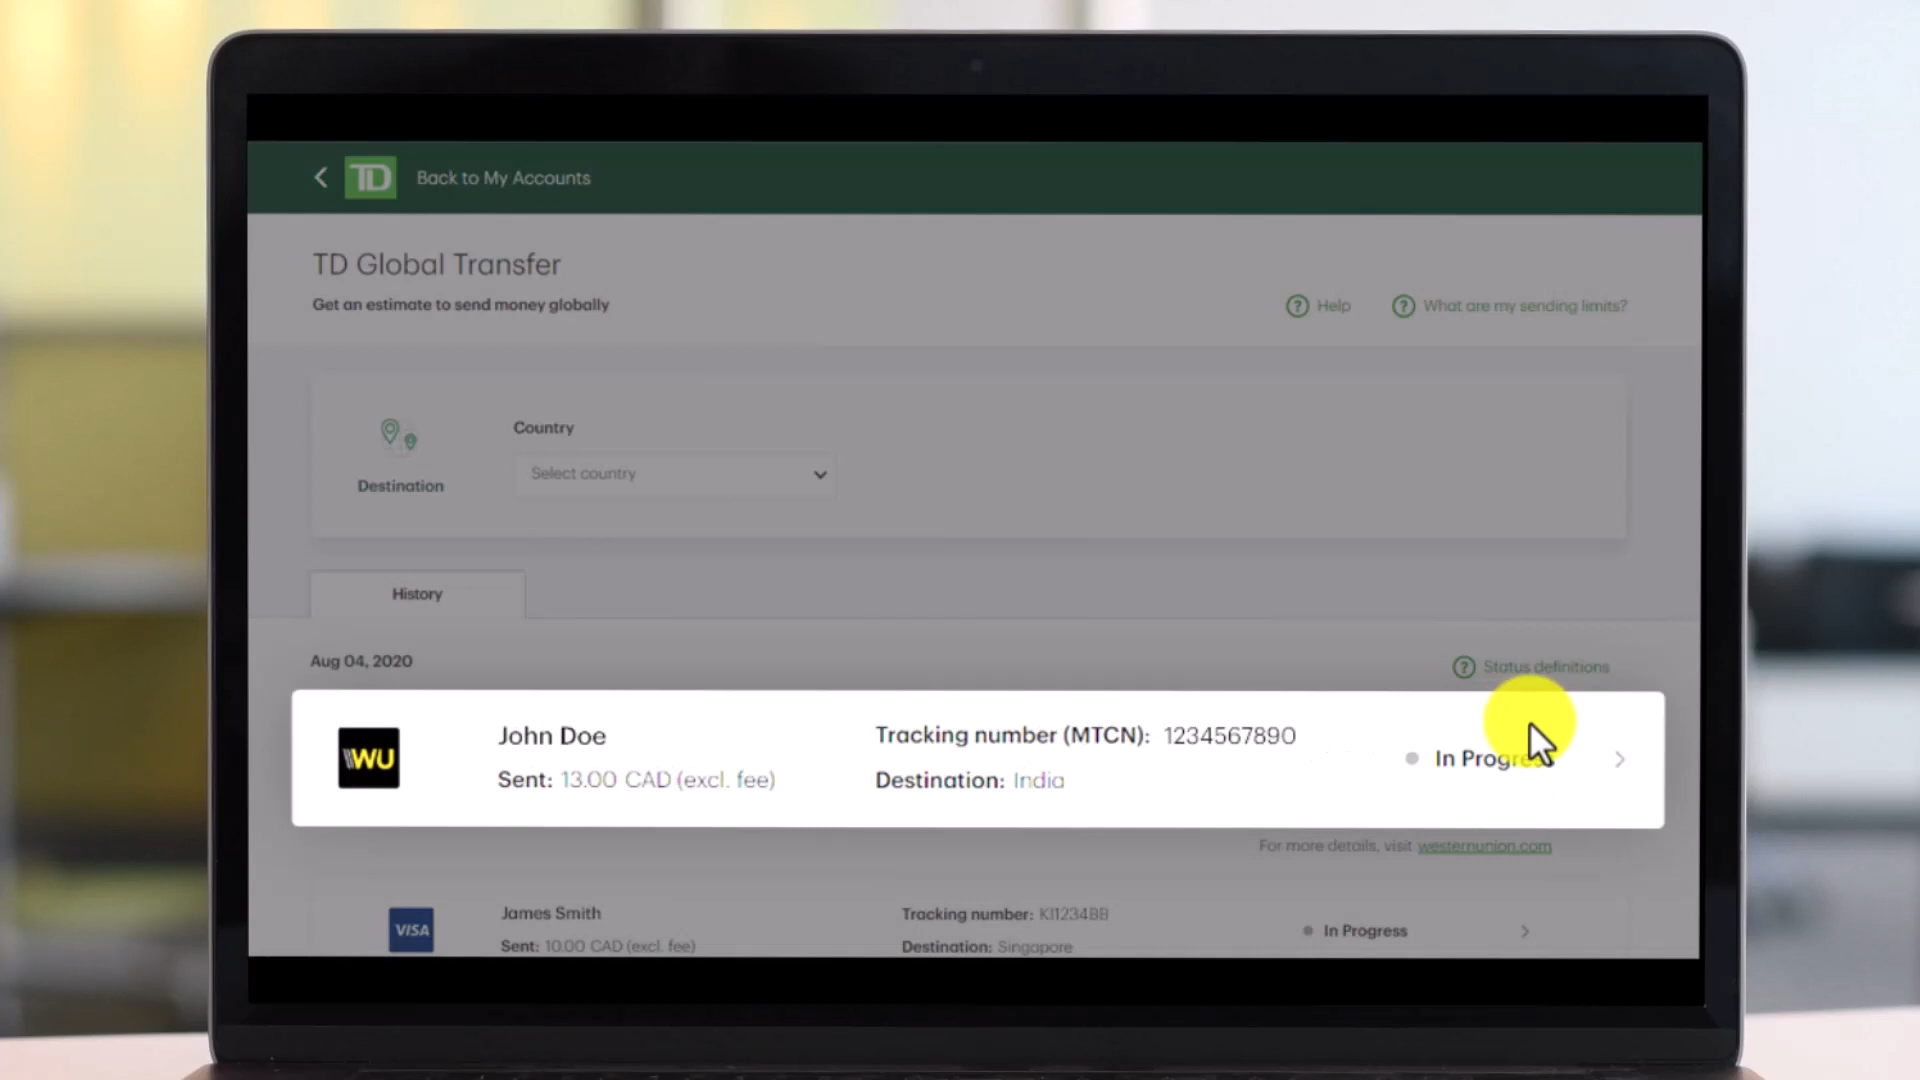 TD Back to My Accounts
TD Global Transfer
Get an estimate to send money globally
? Help ? What are my sending limits?
Country
Select country
Destination
History
Aug 04, 2020
? Status definitions
WU
John Doe
Tracking number (MTCN): 1234567890
In Progress
Sent: 13.00 CAD (excl. fee)
Destination: India
For more details, visit westernunion.com
VISA
James Smith
Tracking number: KI1234BB
In Progress
Sent: 10.00 CAD (excl. fee)
Destination: Singapore